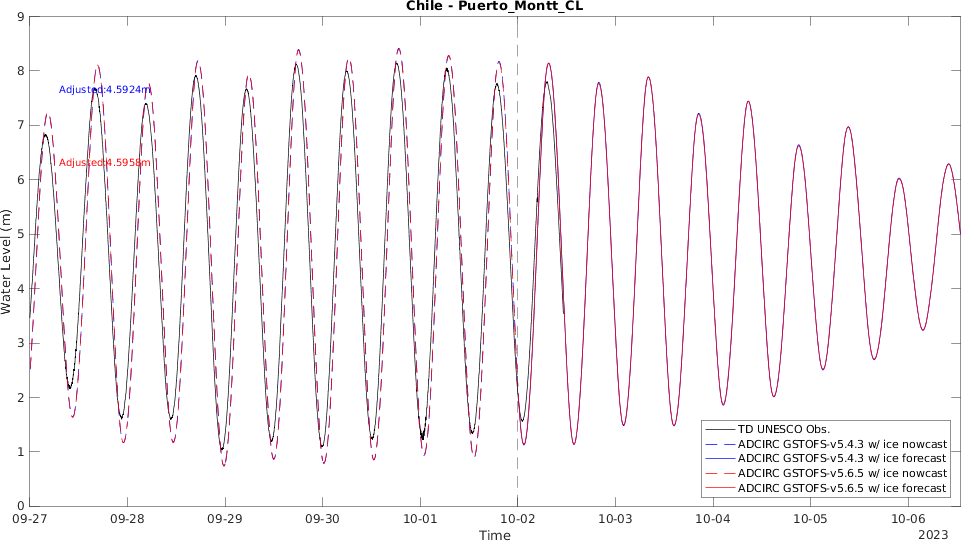 Chile - Puerto_Montt_CL
9
8
7
6
5
4
3
2
1
0
Water Level (m)
Adjusted:4.5924m
Adjusted:4.5958m
TD UNESCO Obs.
ADCIRC GSTOFS-v5.4.3 w/ ice nowcast
ADCIRC GSTOFS-v5.4.3 w/ ice forecast
ADCIRC GSTOFS-v5.6.5 w/ ice nowcast
ADCIRC GSTOFS-v5.6.5 w/ ice forecast
09-27 09-28 09-29 09-30 10-01 10-02 10-03 10-04 10-05 10-06
Time
2023